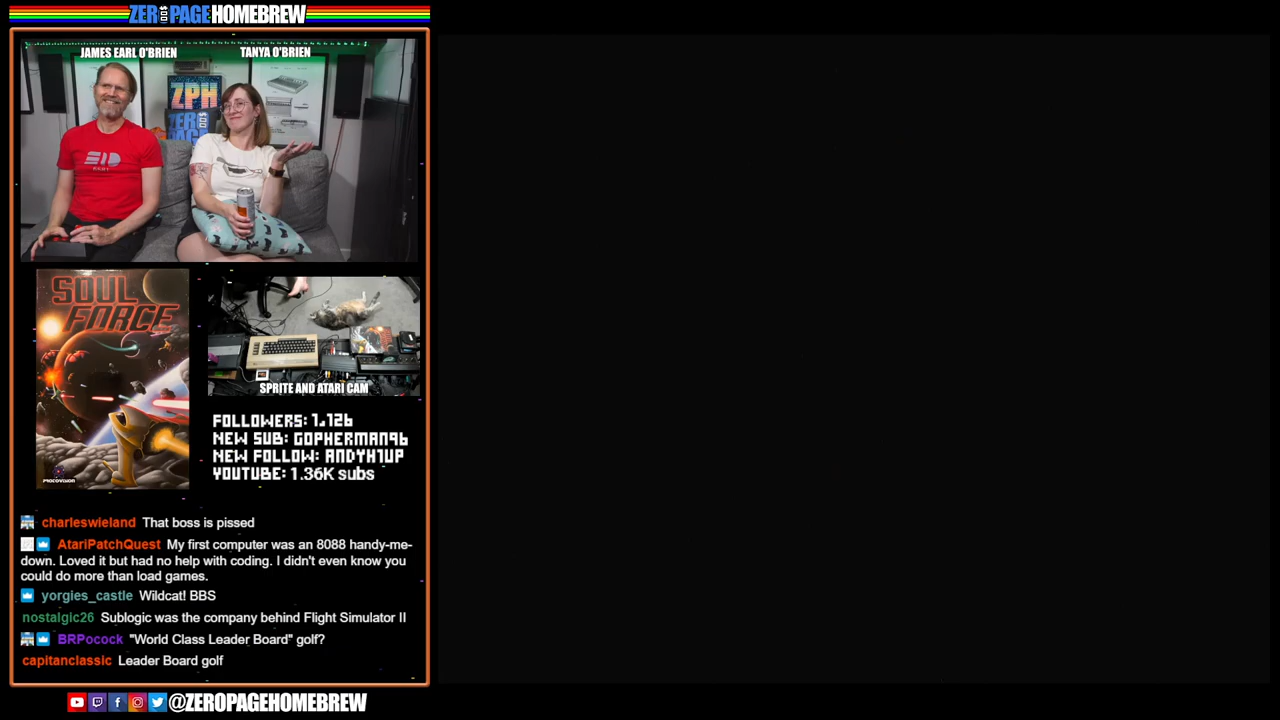 ZEROPAGE HOMEBREW
JAMES EARL O'BRIEN
TANYA O'BRIEN
ZPH
ZERO
PAGE
SOUL
FORCE
PROTOVISION
SPRITE AND ATARI CAM
FOLLOWERS: 1,126
NEW SUB: GOPHERMAN96
NEW FOLLOW: ANDYH1UP
YOUTUBE: 1.36K subs
charleswieland That boss is pissed
AtariPatchQuest My first computer was an 8088 handy-me-
down. Loved it but had no help with coding. I didn't even know you
could do more than load games.
yorgies_castle Wildcat! BBS
nostalgic26 Sublogic was the company behind Flight Simulator II
BRPocock "World Class Leader Board" golf?
capitanclassic Leader Board golf
@ZEROPAGEHOMEBREW